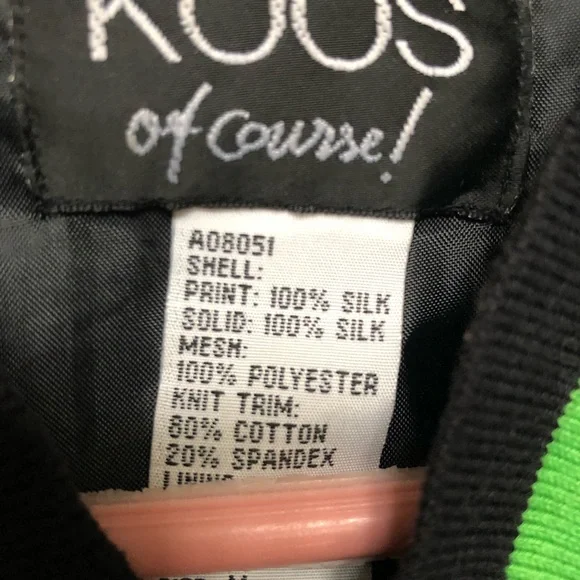 KOOS
of Course!
A08051
SHELL:
PRINT: 100% SILK
SOLID: 100% SILK
MESH:
100% POLYESTER
KNIT TRIM:
80% COTTON
20% SPANDEX
LINING